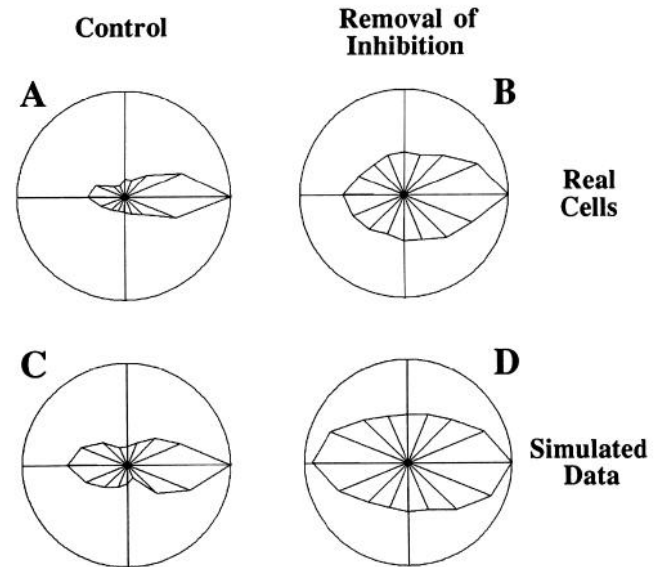 Control
Removal of
Inhibition
A
B
Real
Cells
C
D
Simulated
Data